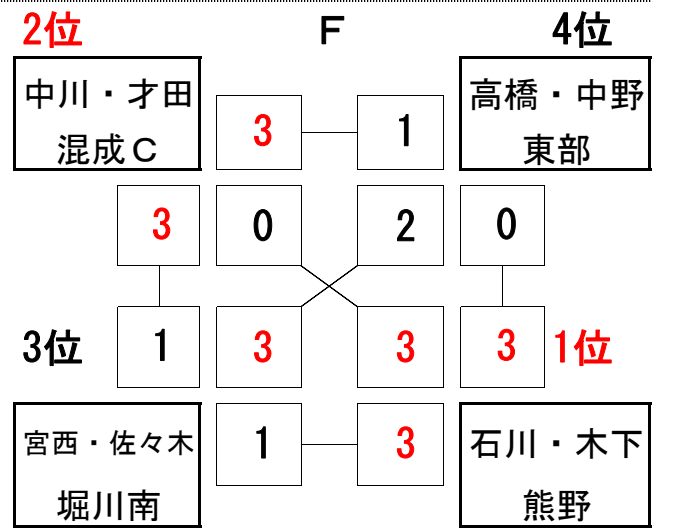 2位 F 4位
中川・才田 高橋・中野
混成C 東部
3 1
3 0 2 0
3位 1 3 3 3 1位
宮西・佐々木 1 3 石川・木下
堀川南 熊野